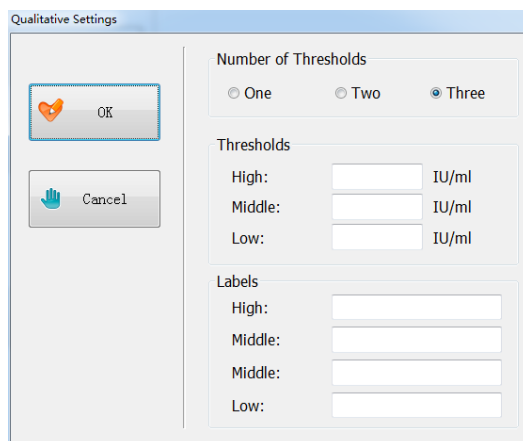 Qualitative Settings
OK
Cancel
Number of Thresholds
One Two Three
Thresholds
High: IU/ml
Middle: IU/ml
Low: IU/ml
Labels
High:
Middle:
Middle:
Low: